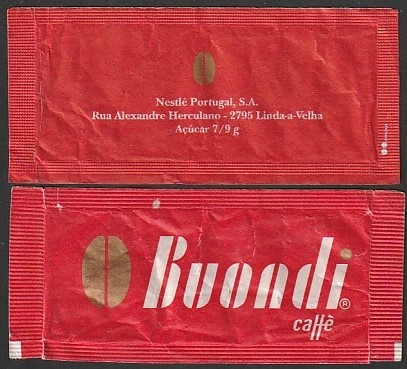 Nestlé Portugal, S.A.
Rua Alexandre Herculano - 2795 Linda-a-Velha
Açúcar 7/9 g
Buondi®
caffè